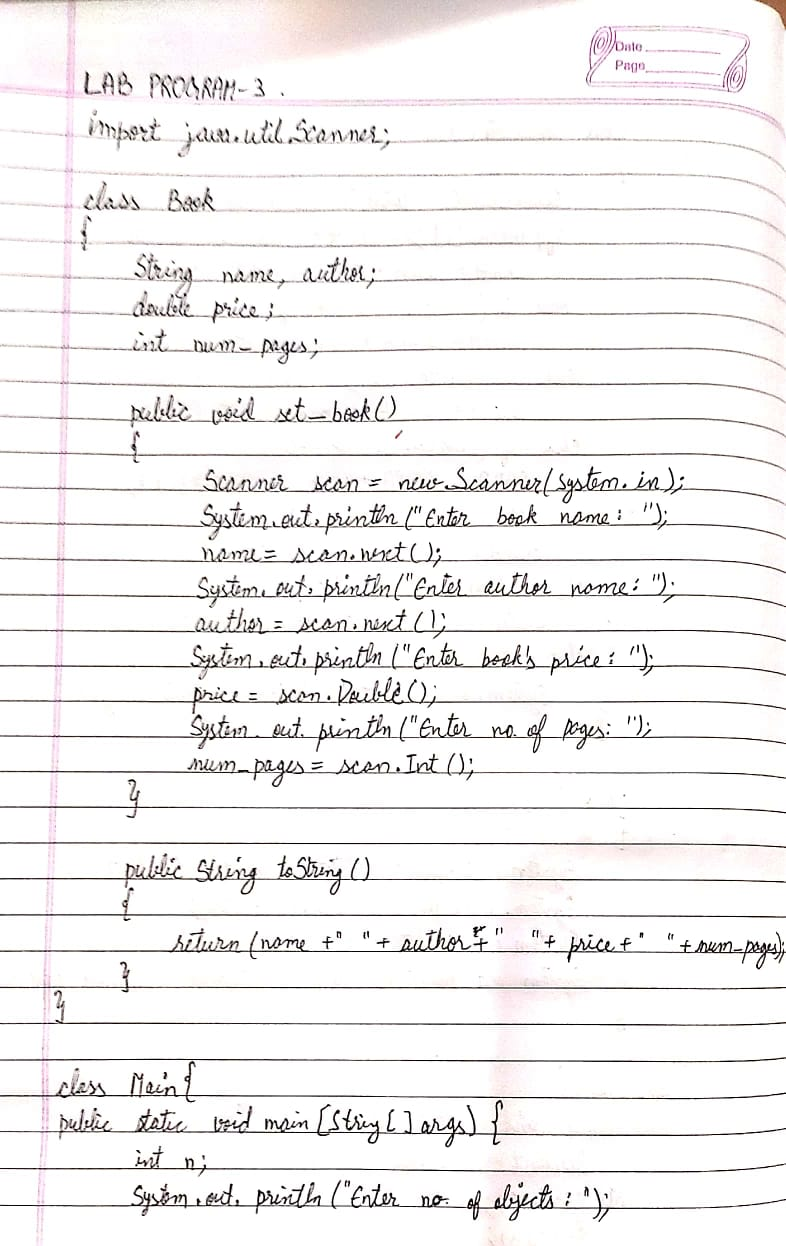 Date
Page
LAB PROGRAM-3.
import java.util.Scanner;
class Book
{
String name, author;
double price;
int num_pages;
public void set_book()
{
Scanner scan = new Scanner(System.in);
System.out.println("Enter book name: ");
name = scan.next();
System.out.println("Enter author name: ");
author = scan.next();
System.out.println("Enter book's price: ");
price = scan.Double();
System.out.println("Enter no. of pages: ");
num_pages = scan.Int();
}
public String toString()
{
return (name +" "+ author +" "+ price +" "+ num_pages);
}
}
class Main{
public static void main [String[] args) {
int n;
System.out.println("Enter no. of objects: ");